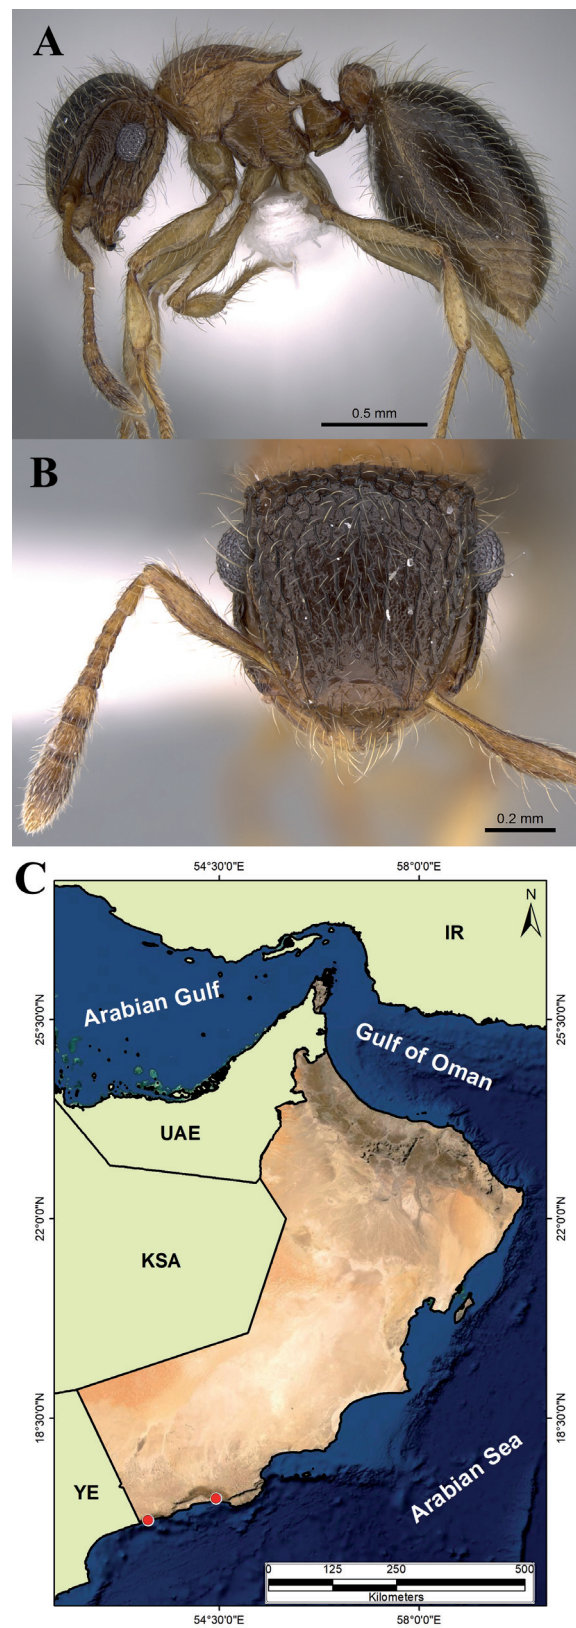 A
0.5 mm
B
0.2 mm
C
54°30'0"E
58°0'0"E
N
IR
Arabian Gulf
25°30'0"N
25°30'0"N
Gulf of Oman
UAE
22°0'0"N
22°0'0"N
KSA
18°30'0"N
18°30'0"N
YE
Arabian Sea
0 125 250 500
Kilometers
54°30'0"E
58°0'0"E